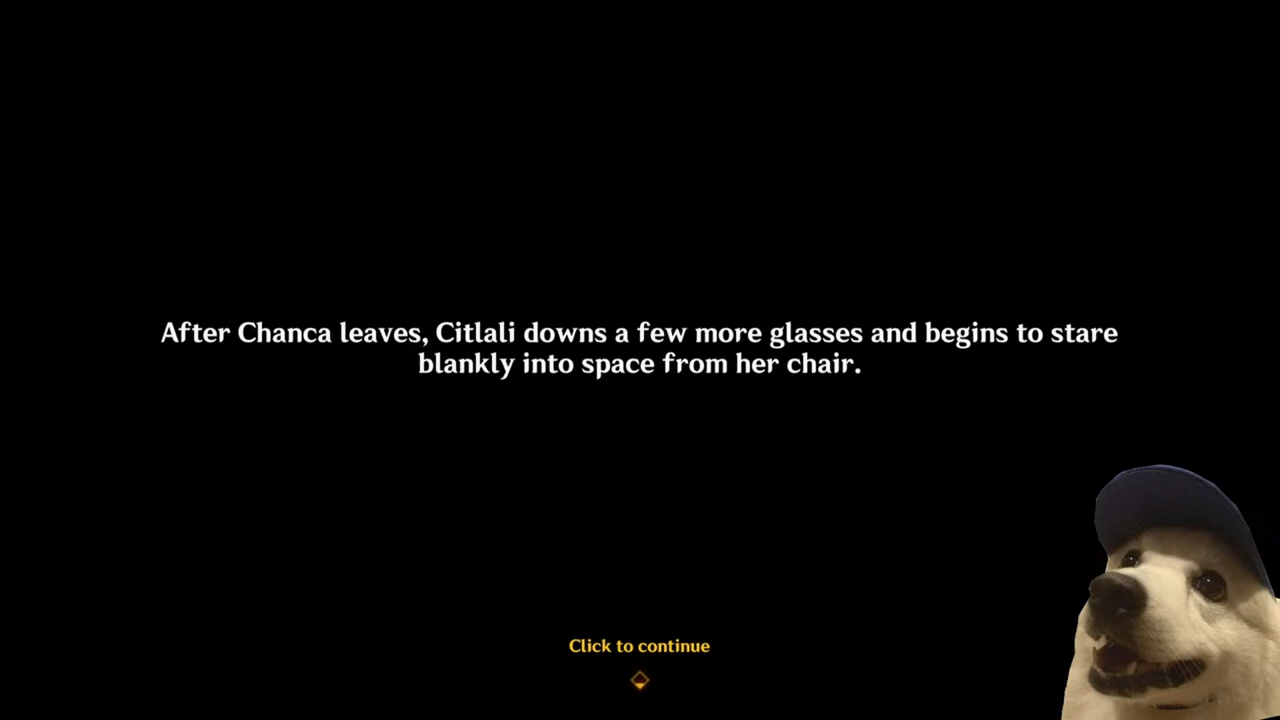 After Chanca leaves, Citlali downs a few more glasses and begins to stare
blankly into space from her chair.
Click to continue